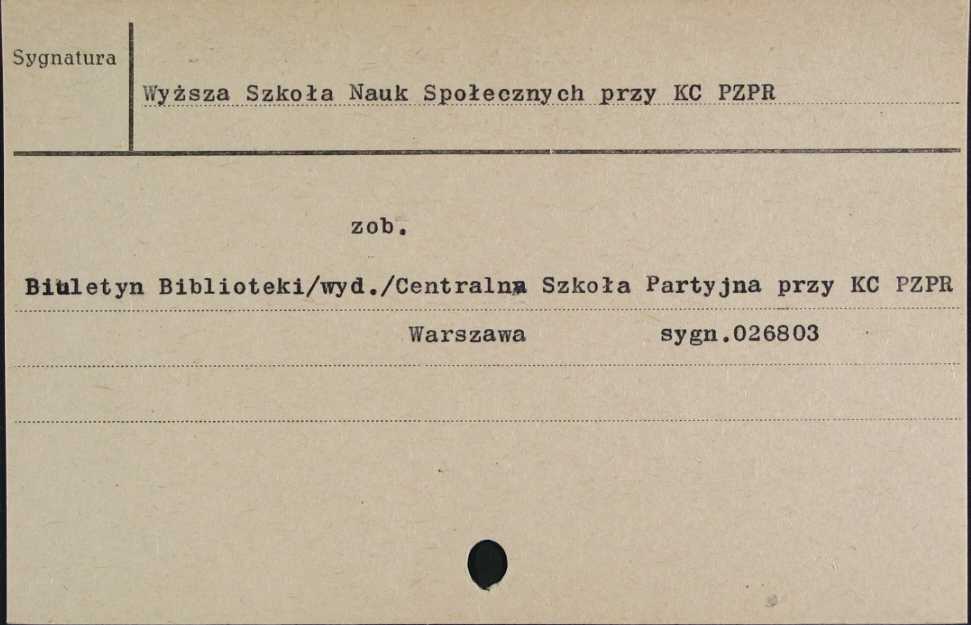 Sygnatura
Wyższa Szkoła Nauk Społecznych przy KC PZPR
zob.
Biuletyn Biblioteki/wyd./Centralna Szkoła Partyjna przy KC PZPR
Warszawa sygn.026803